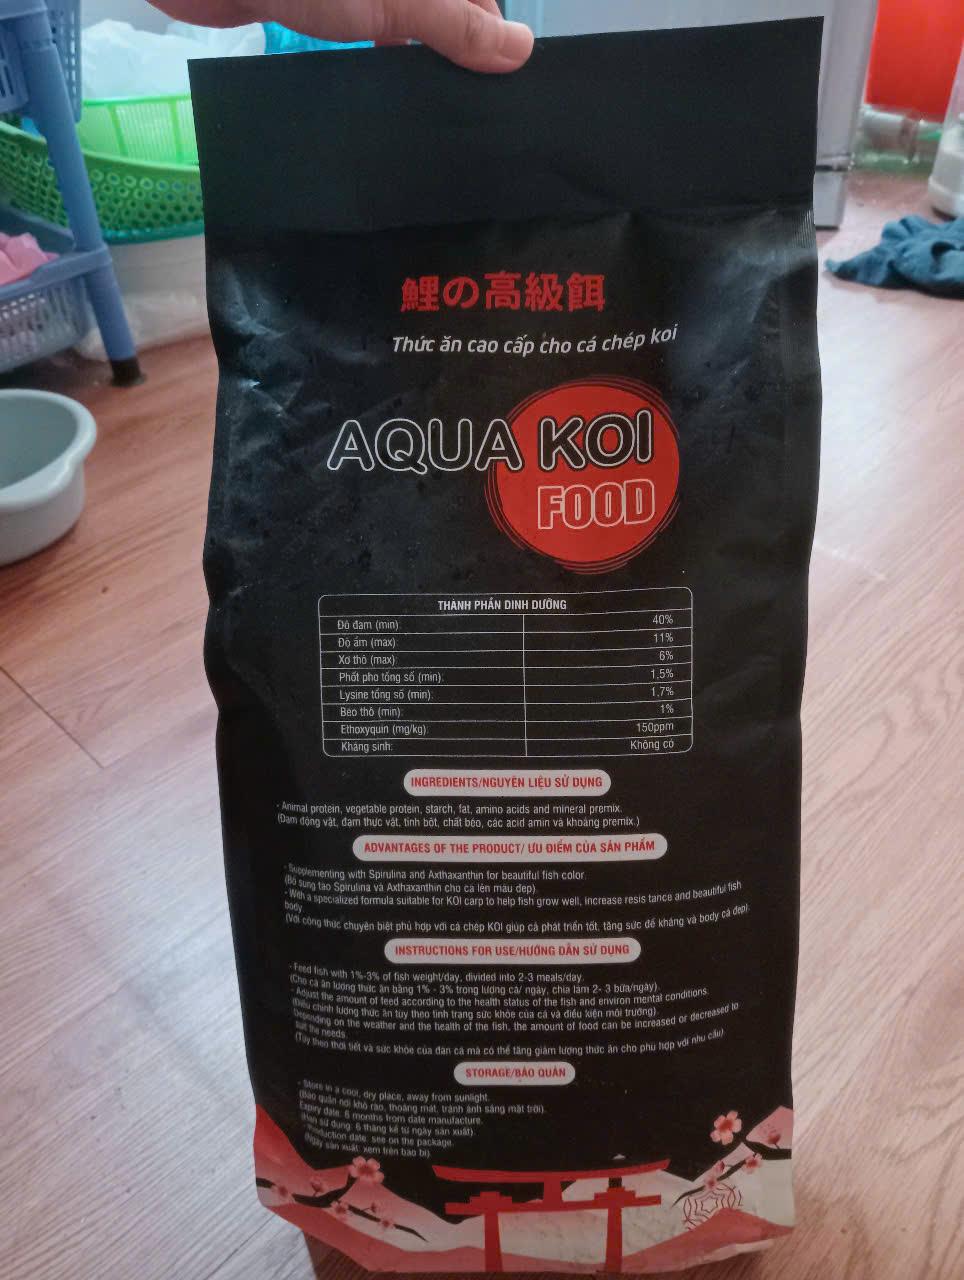 鯉の高級餌
Thức ăn cao cấp cho cá chép koi
AQUA KOI
FOOD
THÀNH PHẦN DINH DƯỠNG
Độ đạm (min): 40%
Độ ẩm (max): 11%
Xơ thô (max): 6%
Phốt pho tổng số (min): 1,5%
Lysine tổng số (min): 1,7%
Béo thô (min): 1%
Ethoxyquin (mg/kg): 150ppm
Kháng sinh: Không có
INGREDIENTS/NGUYÊN LIỆU SỬ DỤNG
- Animal protein, vegetable protein, starch, fat, amino acids and mineral premix.
(Đạm động vật, đạm thực vật, tinh bột, chất béo, các acid amin và khoáng premix.)
ADVANTAGES OF THE PRODUCT/ ƯU ĐIỂM CỦA SẢN PHẨM
- Supplementing with Spirulina and Axthaxanthin for beautiful fish color.
(Bổ sung tảo Spirulina và Axthaxanthin cho cá lên màu đẹp).
- With a specialized formula suitable for KOI carp to help fish grow well, increase resis tance and beautiful fish
body.
(Với công thức chuyên biệt phù hợp với cá chép KOI giúp cá phát triển tốt, tăng sức đề kháng và body cá đẹp).
INSTRUCTIONS FOR USE/HƯỚNG DẪN SỬ DỤNG
- Feed fish with 1%-3% of fish weight/day, divided into 2-3 meals/day.
(Cho cá ăn lượng thức ăn bằng 1% - 3% trọng lượng cá/ ngày, chia làm 2- 3 bữa/ngày).
- Adjust the amount of feed according to the health status of the fish and environ mental conditions.
(Điều chỉnh lượng thức ăn tùy theo tình trạng sức khỏe của cá và điều kiện môi trường).
Depending on the weather and the health of the fish, the amount of food can be increased or decreased to
suit the needs.
(Tùy theo thời tiết và sức khỏe của đàn cá mà có thể tăng giảm lượng thức ăn cho phù hợp với nhu cầu)
STORAGE/BẢO QUẢN
- Store in a cool, dry place, away from sunlight.
(Bảo quản nơi khô ráo, thoáng mát, tránh ánh sáng mặt trời).
Expiry date: 6 months from date manufacture.
(Hạn sử dụng: 6 tháng kể từ ngày sản xuất).
- Production date: see on the package.
(Ngày sản xuất: xem trên bao bì).